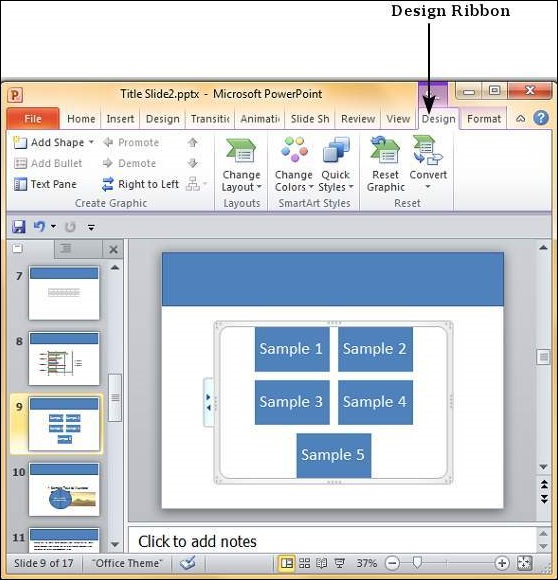 Design Ribbon
Title Slide2.pptx - Microsoft PowerPoint
File Home Insert Design Transitic Animatic Slide Sh Review View Design Format
Add Shape Promote
Add Bullet Demote
Text Pane Right to Left
Create Graphic
Change Layout
Layouts
Change Colors Quick Styles
SmartArt Styles
Reset Graphic Convert
Reset
7
8
9
10
11
Sample 1 Sample 2
Sample 3 Sample 4
Sample 5
Click to add notes
Slide 9 of 17 "Office Theme" 37%